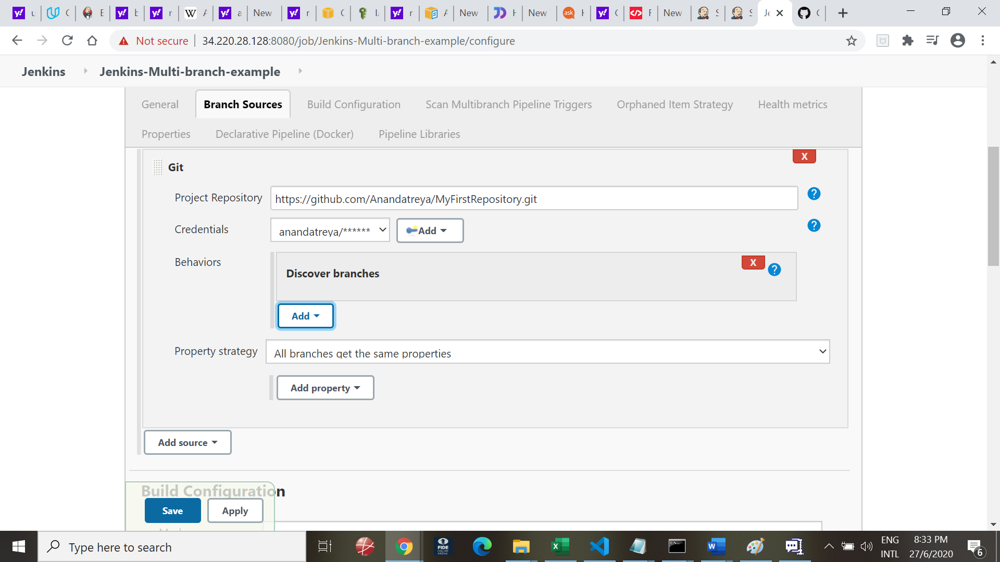 New
New
New
New
ask
Not secure
34.220.28.128:8080/job/Jenkins-Multi-branch-example/configure
Jenkins
Jenkins-Multi-branch-example
General
Branch Sources
Build Configuration
Scan Multibranch Pipeline Triggers
Orphaned Item Strategy
Health metrics
Properties
Declarative Pipeline (Docker)
Pipeline Libraries
X
Git
Project Repository
https://github.com/Anandatreya/MyFirstRepository.git
?
Credentials
anandatreya/******
Add
?
Behaviors
X
?
Discover branches
Add
Property strategy
All branches get the same properties
Add property
Add source
Build Configuration
Save
Apply
Type here to search
FIDE
ONLINE
ARENA
ENG
INTL
8:33 PM
27/6/2020
6